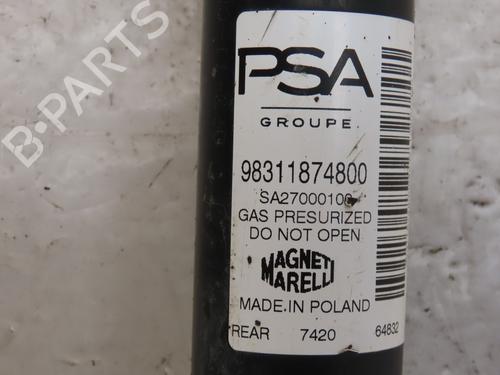 PSA
GROUPE
98311874800
SA27000100
GAS PRESURIZED
DO NOT OPEN
MAGNETI
MARELLI
MADE.IN POLAND
REAR 7420 64832
B-PARTS